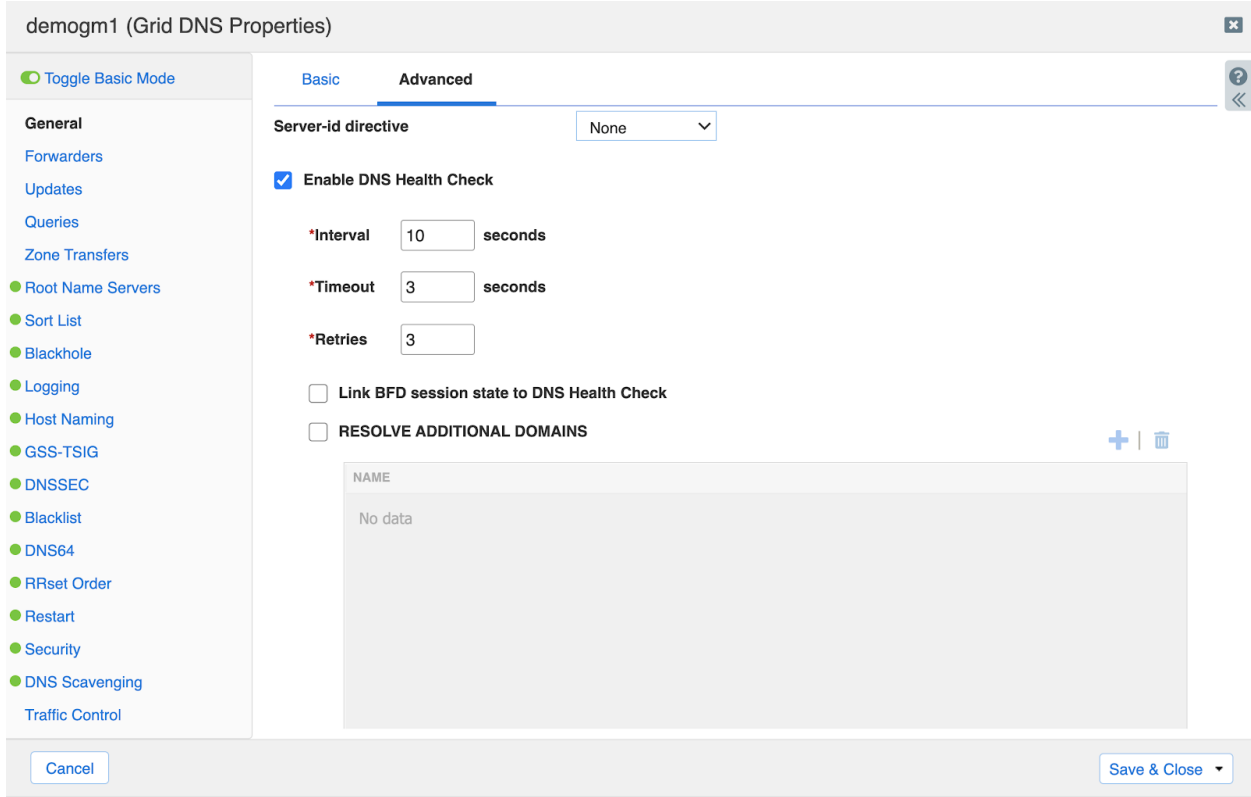 demogm1 (Grid DNS Properties)
Toggle Basic Mode
General
Forwarders
Updates
Queries
Zone Transfers
Root Name Servers
Sort List
Blackhole
Logging
Host Naming
GSS-TSIG
DNSSEC
Blacklist
DNS64
RRset Order
Restart
Security
DNS Scavenging
Traffic Control
Basic Advanced
Server-id directive None
Enable DNS Health Check
*Interval 10 seconds
*Timeout 3 seconds
*Retries 3
Link BFD session state to DNS Health Check
RESOLVE ADDITIONAL DOMAINS
NAME
No data
Cancel Save & Close